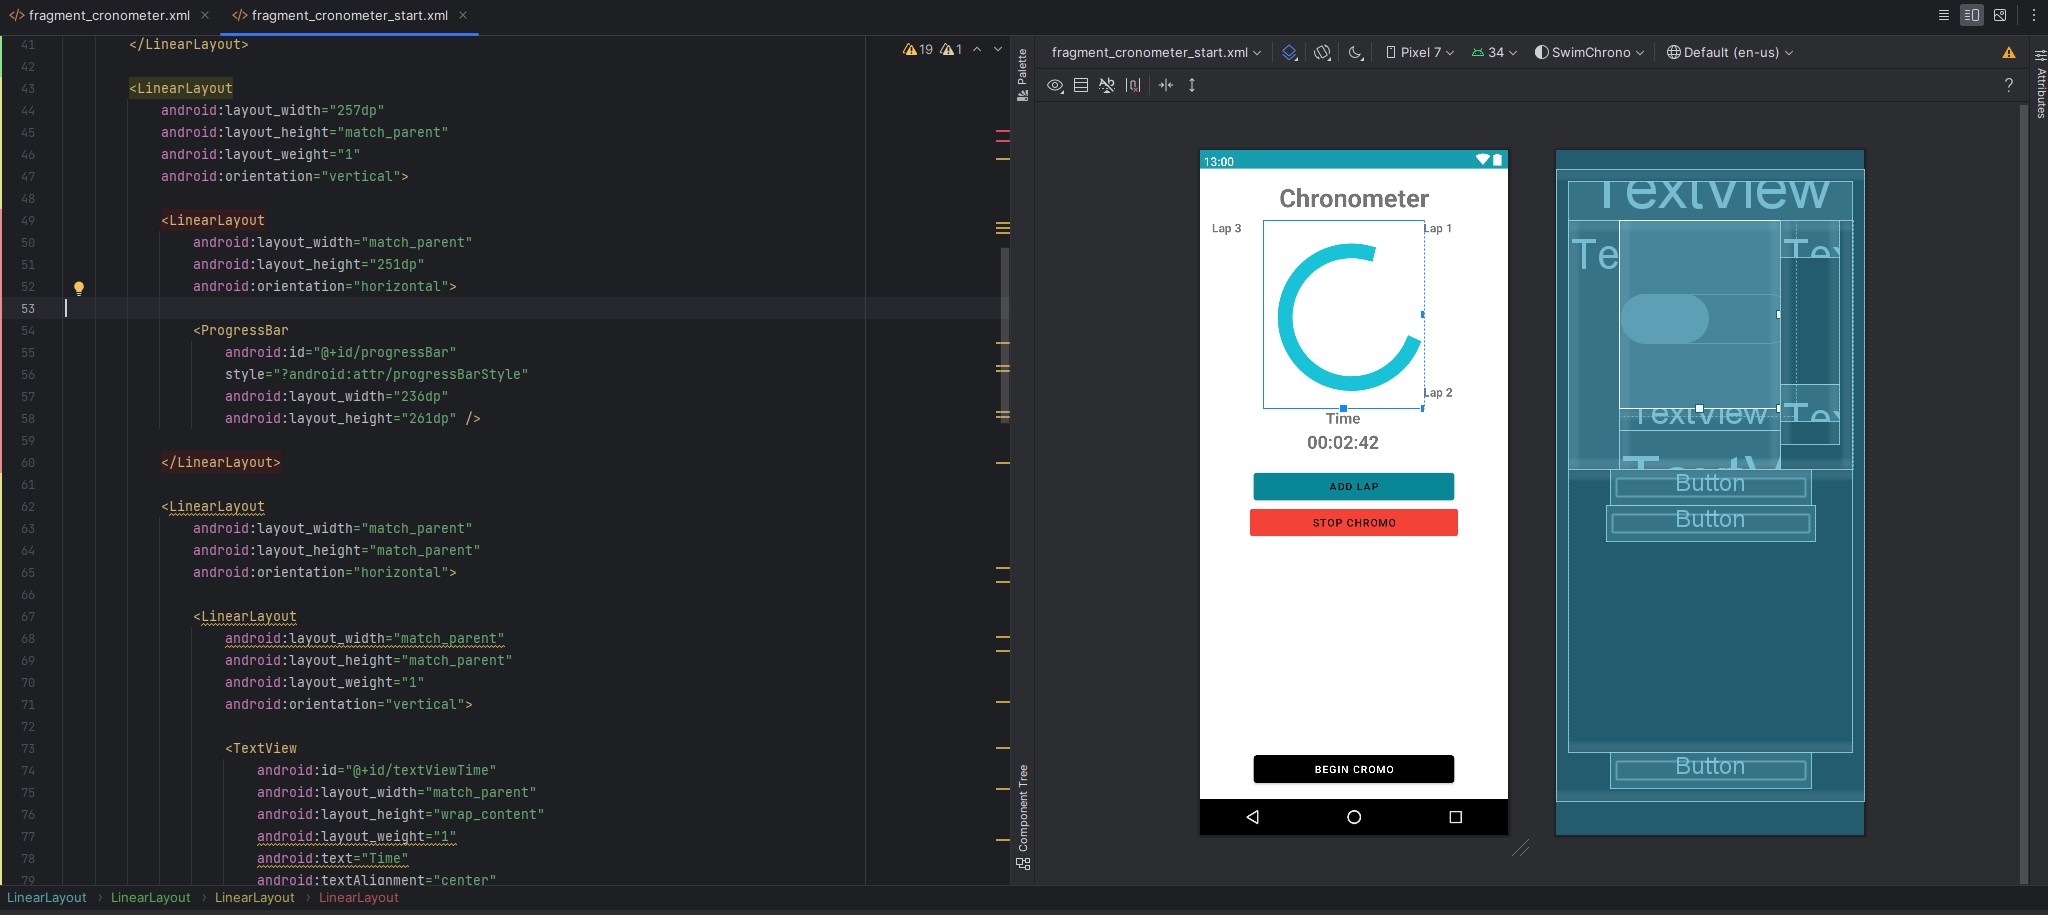 </> fragment_cronometer.xml ×
</> fragment_cronometer_start.xml ×
19 1
41 </LinearLayout>
42
43 <LinearLayout
44 android:layout_width="257dp"
45 android:layout_height="match_parent"
46 android:layout_weight="1"
47 android:orientation="vertical">
48
49 <LinearLayout
50 android:layout_width="match_parent"
51 android:layout_height="251dp"
52 android:orientation="horizontal">
53
54 <ProgressBar
55 android:id="@+id/progressBar"
56 style="?android:attr/progressBarStyle"
57 android:layout_width="236dp"
58 android:layout_height="261dp" />
59
60 </LinearLayout>
61
62 <LinearLayout
63 android:layout_width="match_parent"
64 android:layout_height="match_parent"
65 android:orientation="horizontal">
66
67 <LinearLayout
68 android:layout_width="match_parent"
69 android:layout_height="match_parent"
70 android:layout_weight="1"
71 android:orientation="vertical">
72
73 <TextView
74 android:id="@+id/textViewTime"
75 android:layout_width="match_parent"
76 android:layout_height="wrap_content"
77 android:layout_weight="1"
78 android:text="Time"
79 android:textAlignment="center"
LinearLayout › LinearLayout › LinearLayout › LinearLayout
Palette
Component Tree
fragment_cronometer_start.xml Pixel 7 34 SwimChrono Default (en-us)
?
Attributes
13:00
Chronometer
Lap 3
Lap 1
Lap 2
Time
00:02:42
ADD LAP
STOP CHROMO
BEGIN CROMO
TextView
Te
Tex
TextView
Tex
TextV
Button
Button
Button